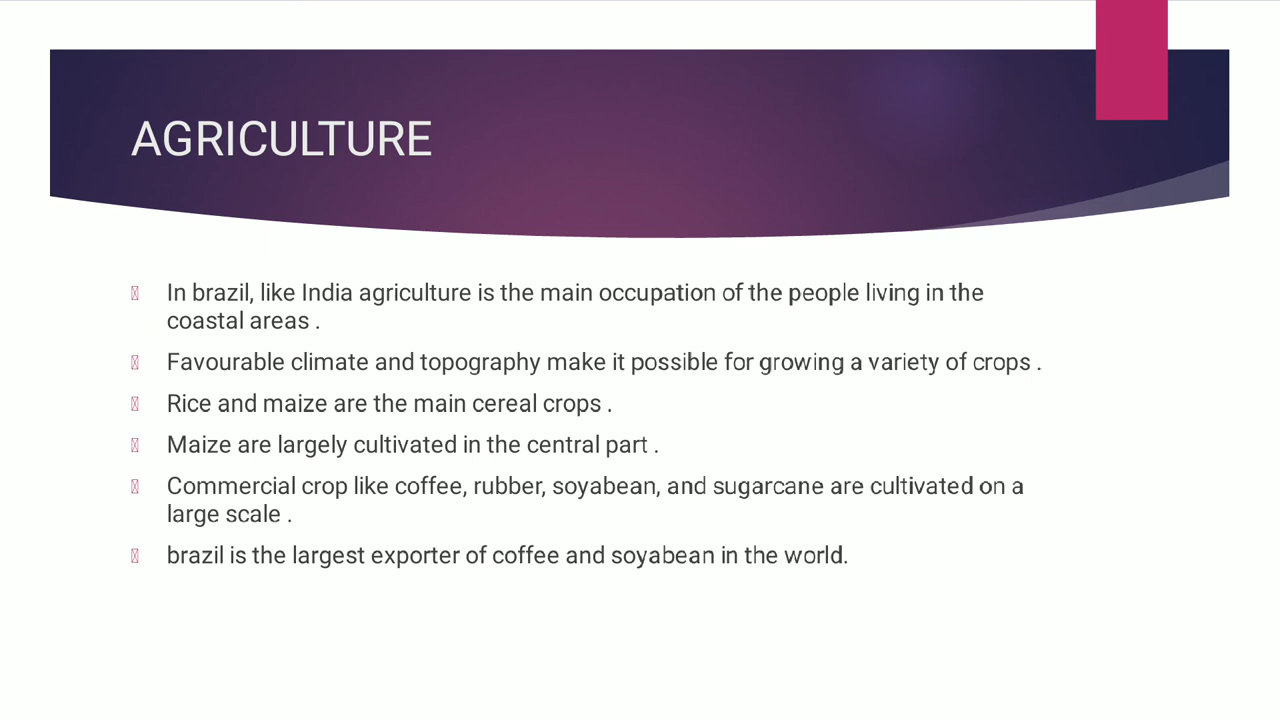 AGRICULTURE
In brazil, like India agriculture is the main occupation of the people living in the
coastal areas .
Favourable climate and topography make it possible for growing a variety of crops .
Rice and maize are the main cereal crops .
Maize are largely cultivated in the central part .
Commercial crop like coffee, rubber, soyabean, and sugarcane are cultivated on a
large scale .
brazil is the largest exporter of coffee and soyabean in the world.